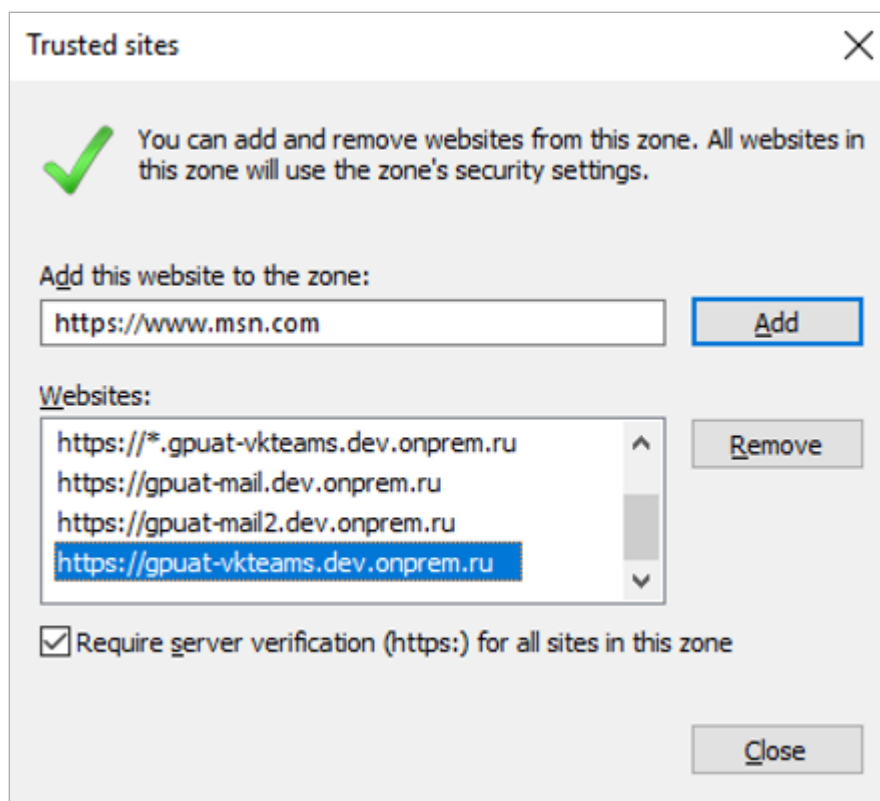 Trusted sites
You can add and remove websites from this zone. All websites in
this zone will use the zone's security settings.
Add this website to the zone:
https://www.msn.com
Add
Websites:
https://*.gpuat-vkteams.dev.onprem.ru
https://gpuat-mail.dev.onprem.ru
https://gpuat-mail2.dev.onprem.ru
https://gpuat-vkteams.dev.onprem.ru
Remove
Require server verification (https:) for all sites in this zone
Close